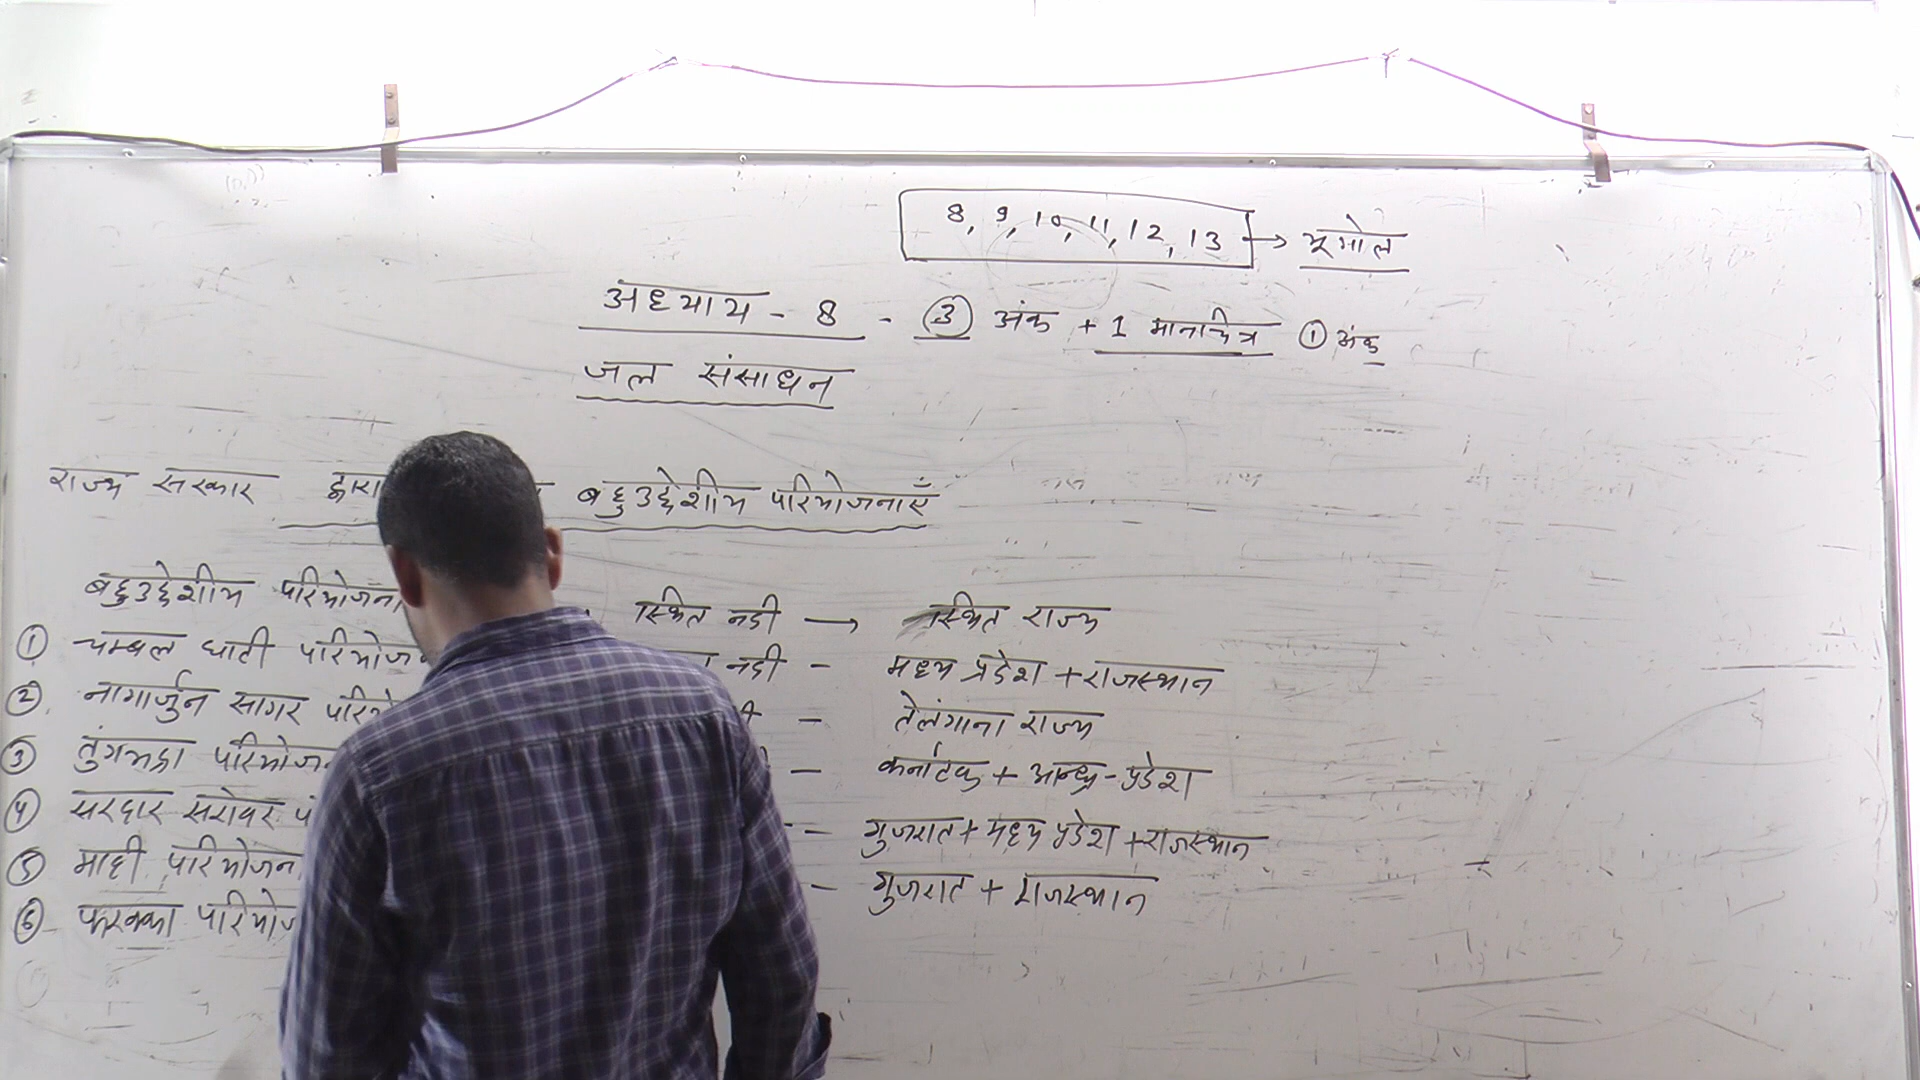 8, 9, 10, 11, 12, 13 → भूगोल
अध्याय - 8 - ③ अंक + 1 मानचित्र ① अंक
जल संसाधन
राज्य सरकार द्वारा बहुउद्देशीय परियोजनाएँ
बहुउद्देशीय परियोजना स्थित नदी → स्थित राज्य
① चम्बल घाटी परियोज नदी - मध्य प्रदेश + राजस्थान
② नागार्जुन सागर परियो - तेलंगाना राज्य
③ तुंगभद्रा परियोजन - कर्नाटक + आन्ध्र-प्रदेश
④ सरदार सरोवर प -- गुजरात + मध्य प्रदेश + राजस्थान
⑤ माही परियोजना - गुजरात + राजस्थान
⑥ फरक्का परियोज